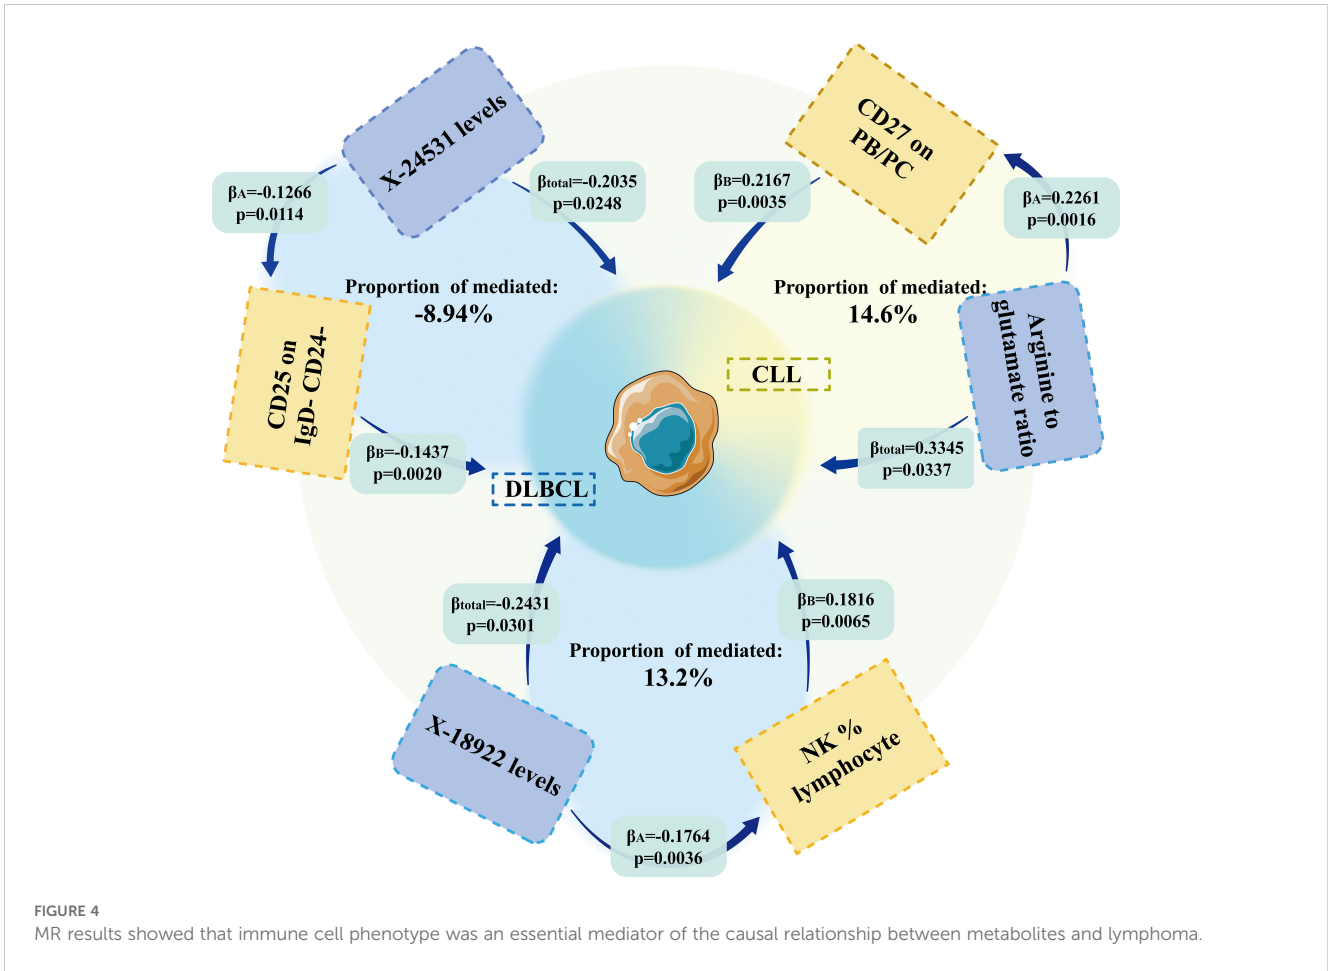 X-24531 levels
βA=-0.1266
p=0.0114
βtotal=-0.2035
p=0.0248
Proportion of mediated:
-8.94%
CD25 on
IgD- CD24-
βB=-0.1437
p=0.0020
DLBCL
CD27 on
PB/PC
βB=0.2167
p=0.0035
βA=0.2261
p=0.0016
Proportion of mediated:
14.6%
Arginine to
glutamate ratio
CLL
βtotal=0.3345
p=0.0337
βtotal=-0.2431
p=0.0301
βB=0.1816
p=0.0065
Proportion of mediated:
13.2%
X-18922 levels
NK %
lymphocyte
βA=-0.1764
p=0.0036
FIGURE 4
MR results showed that immune cell phenotype was an essential mediator of the causal relationship between metabolites and lymphoma.